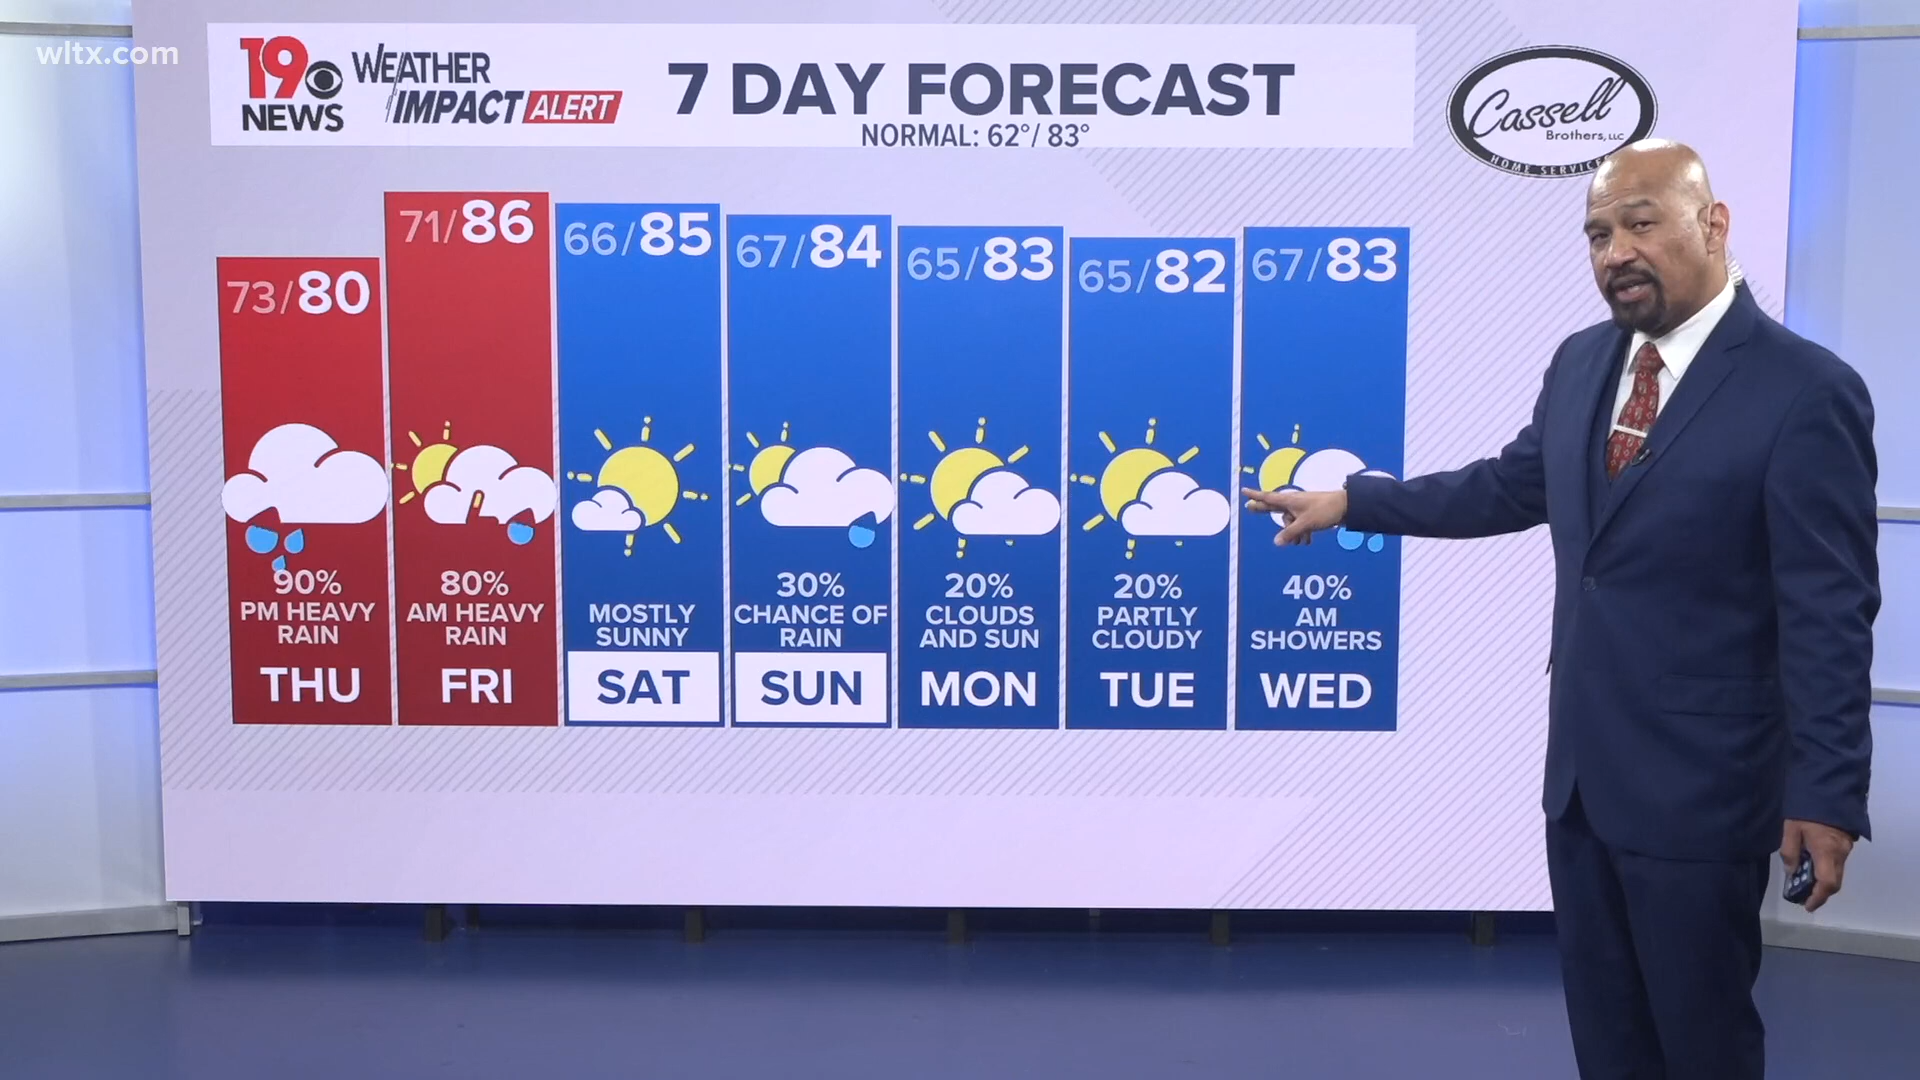 wltx.com
19
NEWS
WEATHER
IMPACT ALERT
7 DAY FORECAST
NORMAL: 62°/ 83°
Cassell
Brothers, LLC
HOME SERVICES
73/80
90%
PM HEAVY
RAIN
THU
71/86
80%
AM HEAVY
RAIN
FRI
66/85
MOSTLY
SUNNY
SAT
67/84
30%
CHANCE OF
RAIN
SUN
65/83
20%
CLOUDS
AND SUN
MON
65/82
20%
PARTLY
CLOUDY
TUE
67/83
40%
AM
SHOWERS
WED